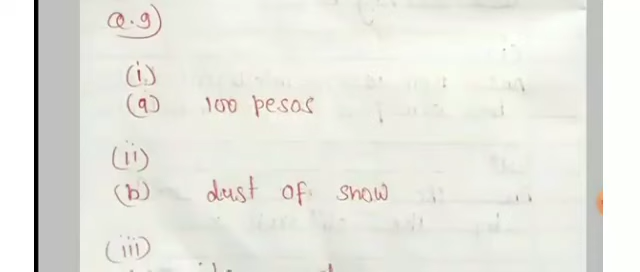 Q.9)
(i)
(a) 100 pesos
(ii)
(b) dust of snow
(iii)